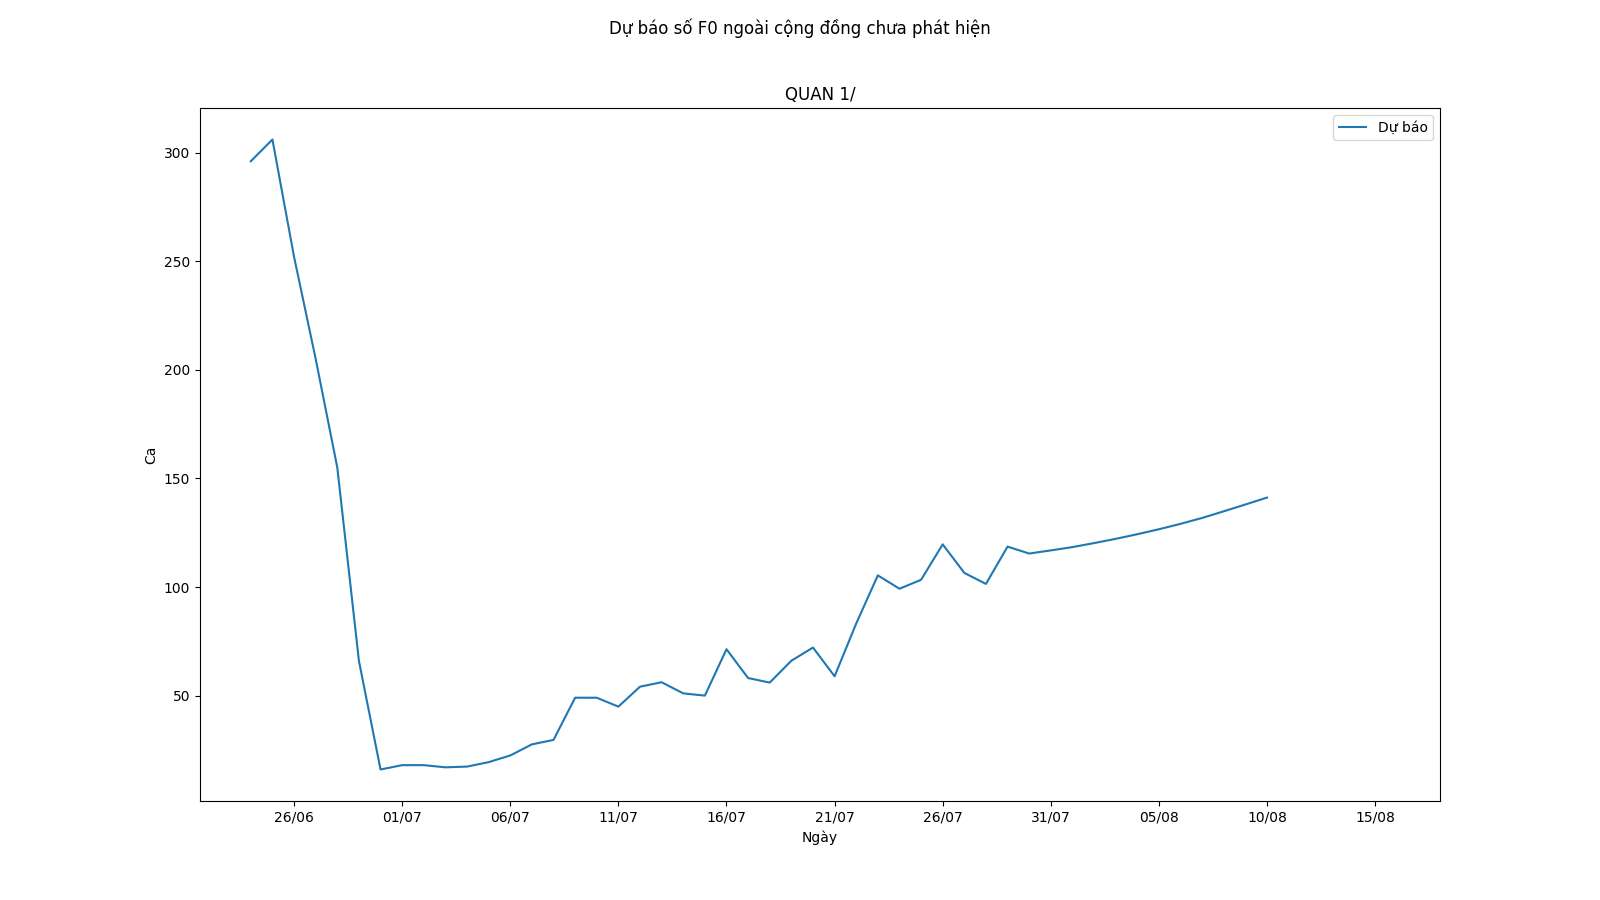 Dự báo số F0 ngoài cộng đồng chưa phát hiện
QUAN 1/
Dự báo
300
250
200
150
100
50
Ca
26/06 01/07 06/07 11/07 16/07 21/07 26/07 31/07 05/08 10/08 15/08
Ngày